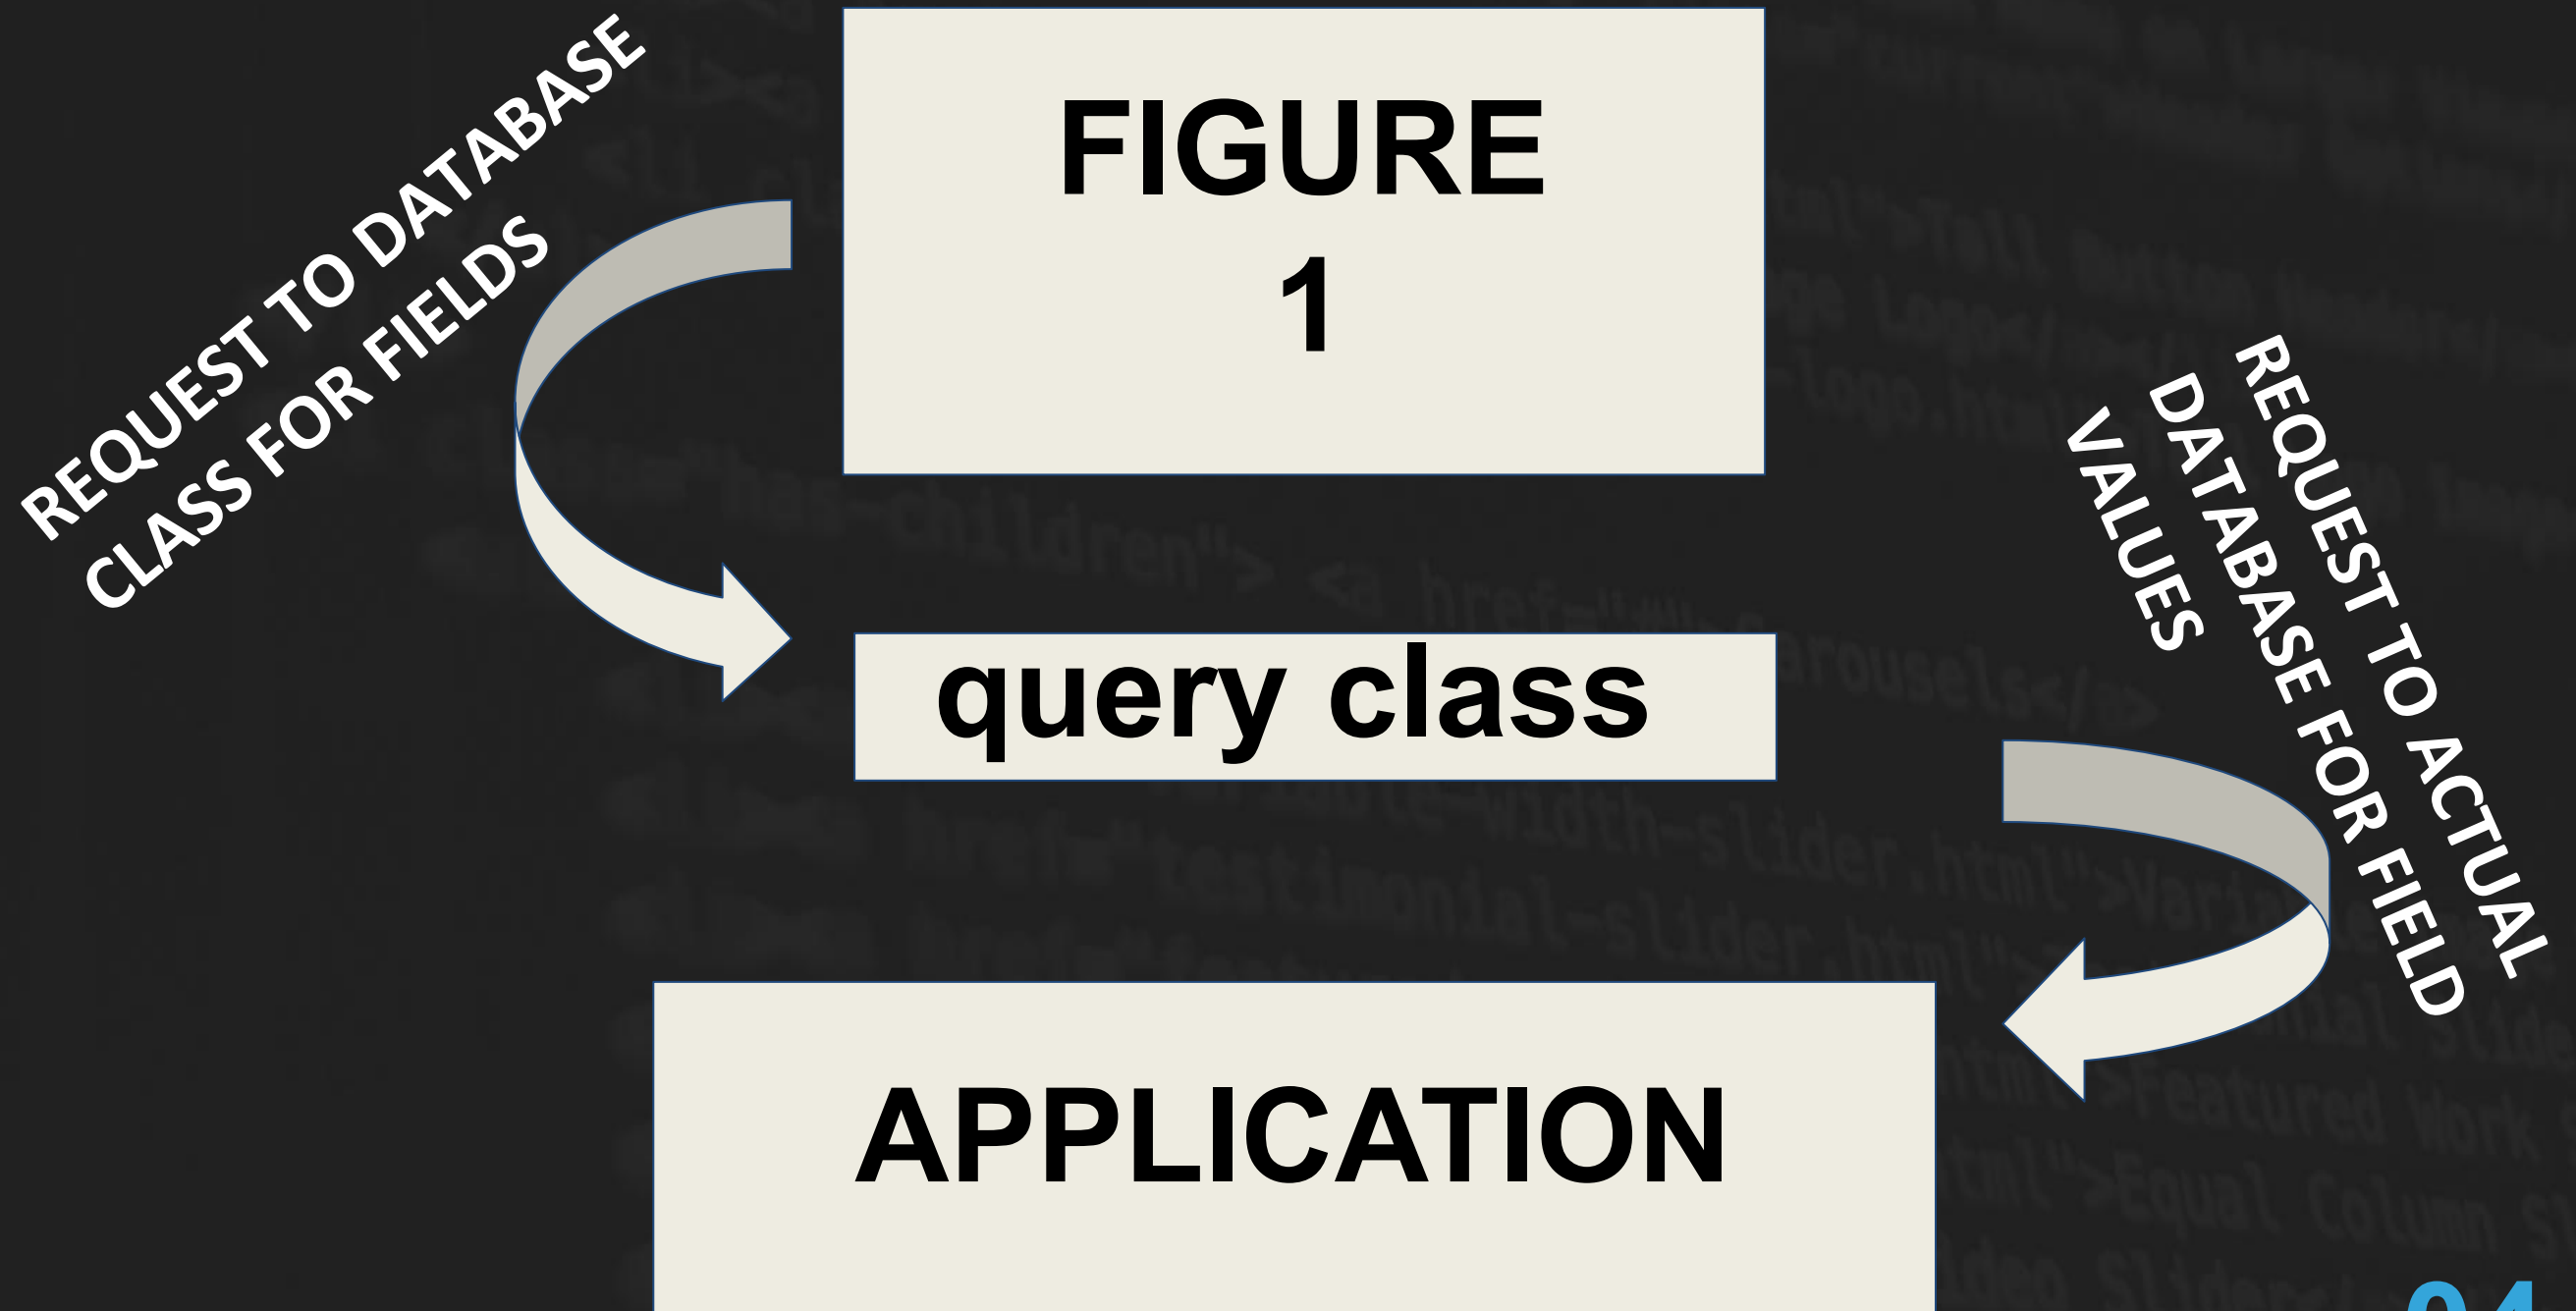 REQUEST TO DATABASE
CLASS FOR FIELDS
FIGURE
1
REQUEST TO ACTUAL
DATABASE FOR FIELD
VALUES
query class
APPLICATION